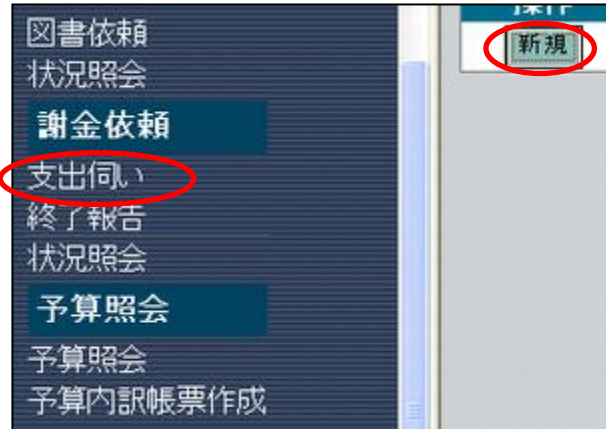 図書依頼
状況照会
謝金依頼
支出伺い
終了報告
状況照会
予算照会
予算照会
予算内訳帳票作成
操作
新規